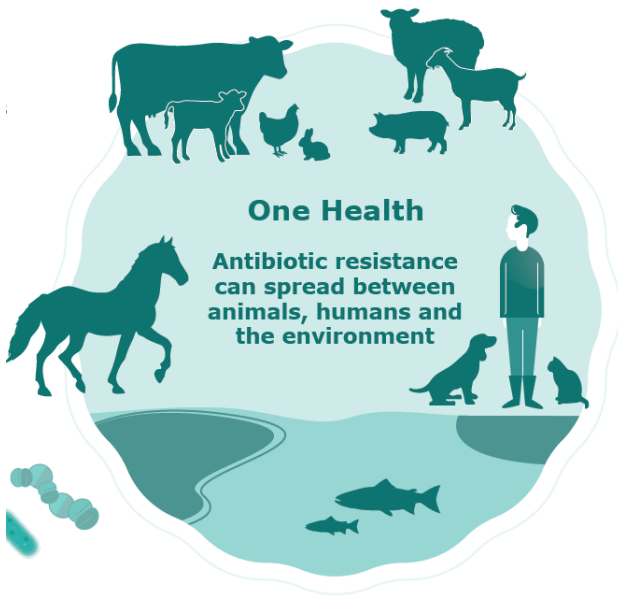 One Health
Antibiotic resistance
can spread between
animals, humans and
the environment